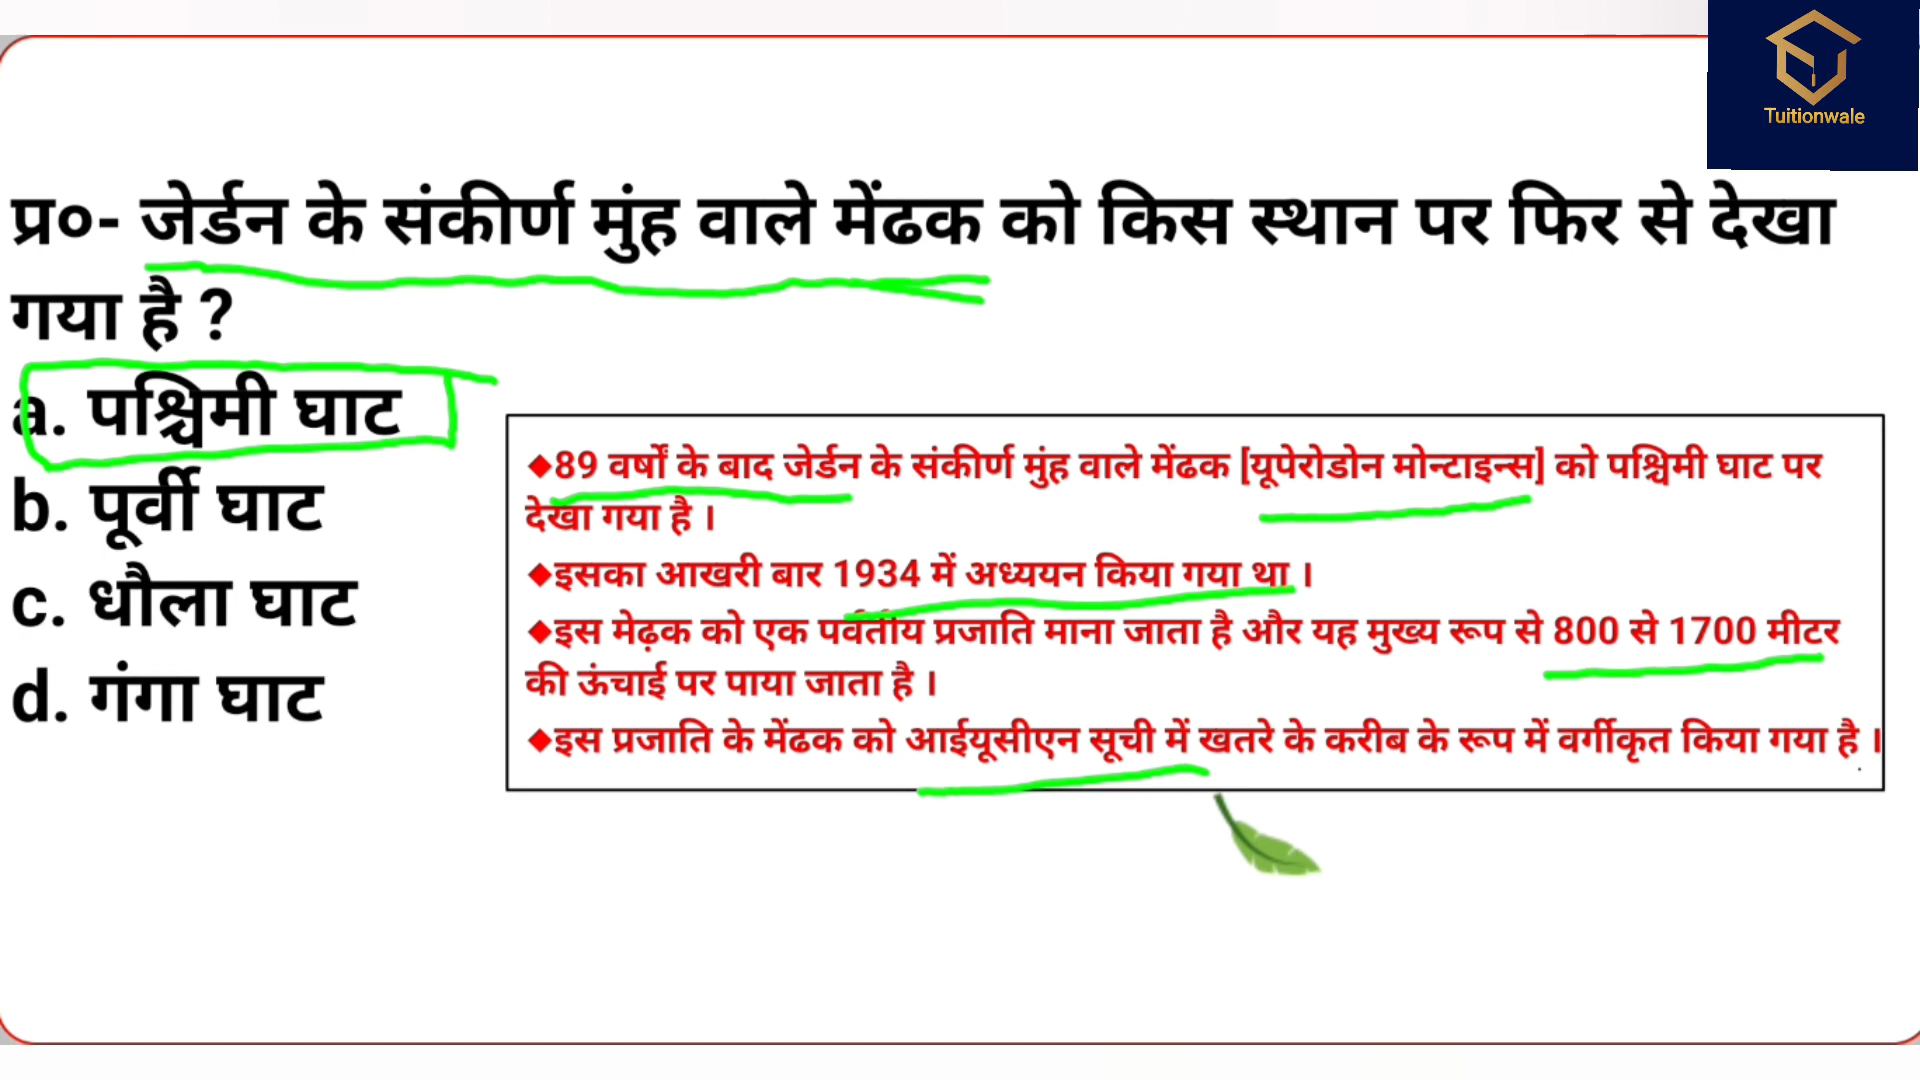 Tuitionwale
प्र०- जेर्डन के संकीर्ण मुंह वाले मेंढक को किस स्थान पर फिर से देखा
गया है ?
a. पश्चिमी घाट
b. पूर्वी घाट
c. धौला घाट
d. गंगा घाट
◆89 वर्षों के बाद जेर्डन के संकीर्ण मुंह वाले मेंढक [यूपेरोडोन मोन्टाइन्स] को पश्चिमी घाट पर
देखा गया है ।
◆इसका आखरी बार 1934 में अध्ययन किया गया था ।
◆इस मेढ़क को एक पर्वतीय प्रजाति माना जाता है और यह मुख्य रूप से 800 से 1700 मीटर
की ऊंचाई पर पाया जाता है ।
◆इस प्रजाति के मेंढक को आईयूसीएन सूची में खतरे के करीब के रूप में वर्गीकृत किया गया है ।